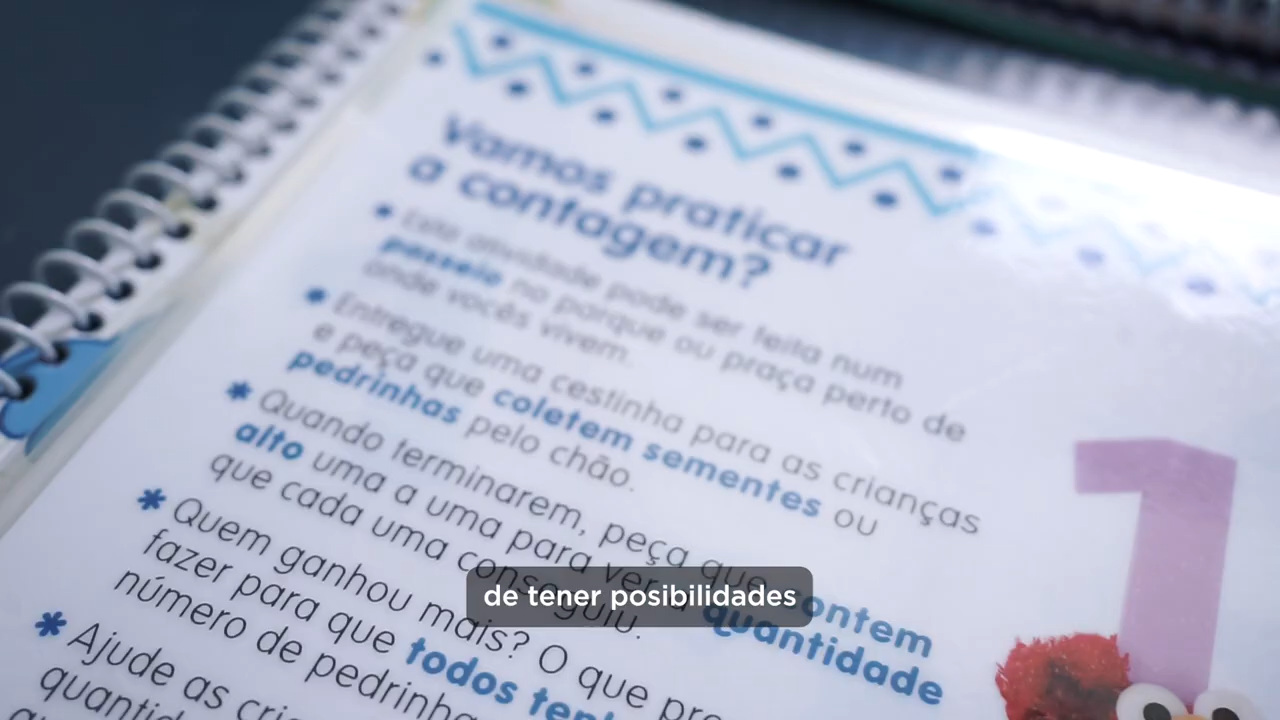 Vamos praticar
a contagem?
* Esta atividade pode ser feita num
passeio no parque ou praça perto de
onde vocês vivem.
* Entregue uma cestinha para as crianças
e peça que coletem sementes ou
pedrinhas pelo chão.
* Quando terminarem, peça que contem
alto uma a uma para ver a quantidade
que cada uma conseguiu.
* Quem ganhou mais? O que
fazer para que todos
número de
* Ajude as
1
de tener posibilidades